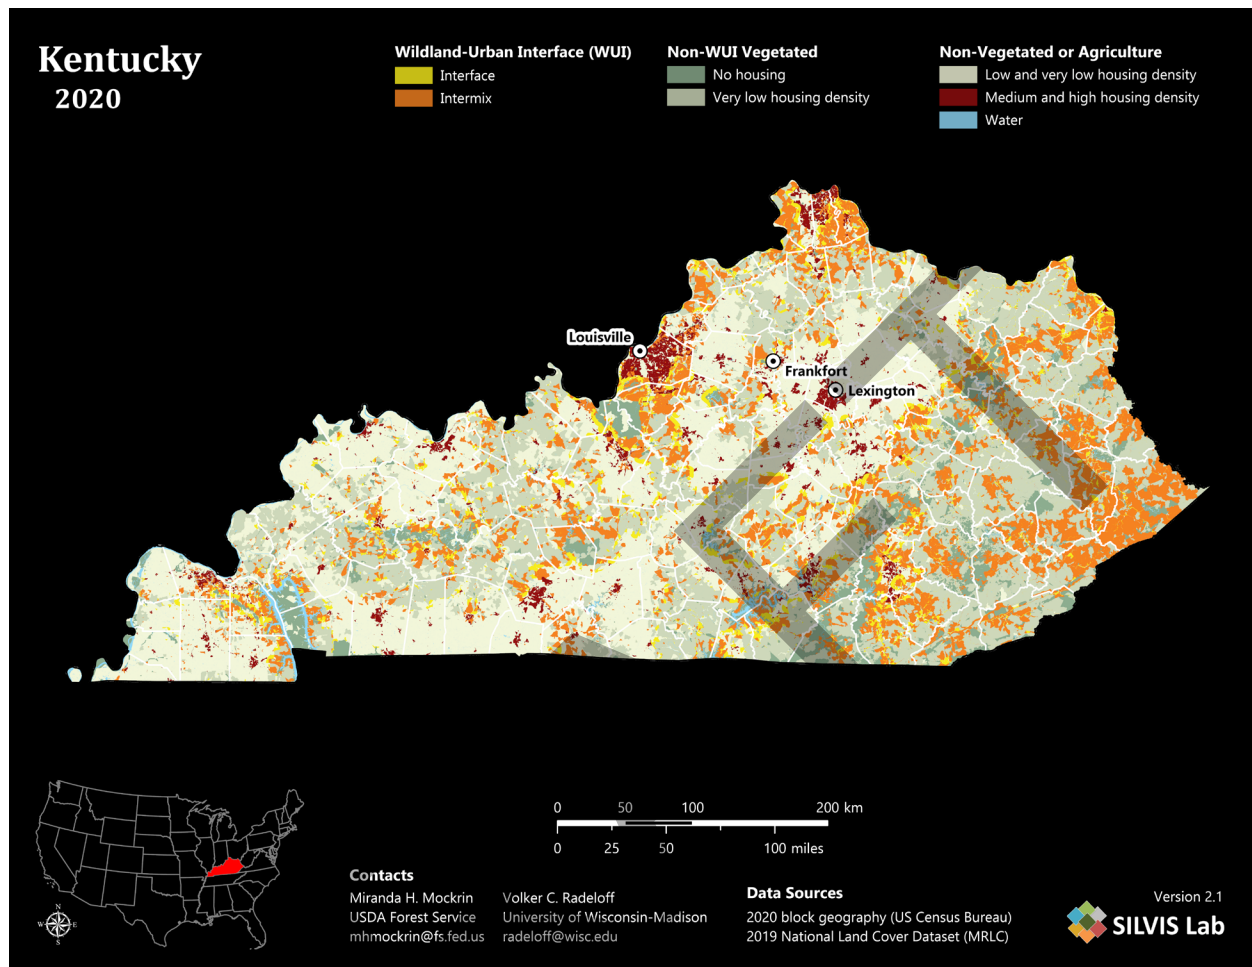 Kentucky
2020
Wildland-Urban Interface (WUI)
Interface
Intermix
Non-WUI Vegetated
No housing
Very low housing density
Non-Vegetated or Agriculture
Low and very low housing density
Medium and high housing density
Water
Louisville
Frankfort
Lexington
0 50 100 200 km
0 25 50 100 miles
N
W E
S
Contacts
Miranda H. Mockrin
USDA Forest Service
mhmockrin@fs.fed.us
Volker C. Radeloff
University of Wisconsin-Madison
radeloff@wisc.edu
Data Sources
2020 block geography (US Census Bureau)
2019 National Land Cover Dataset (MRLC)
Version 2.1
SILVIS Lab